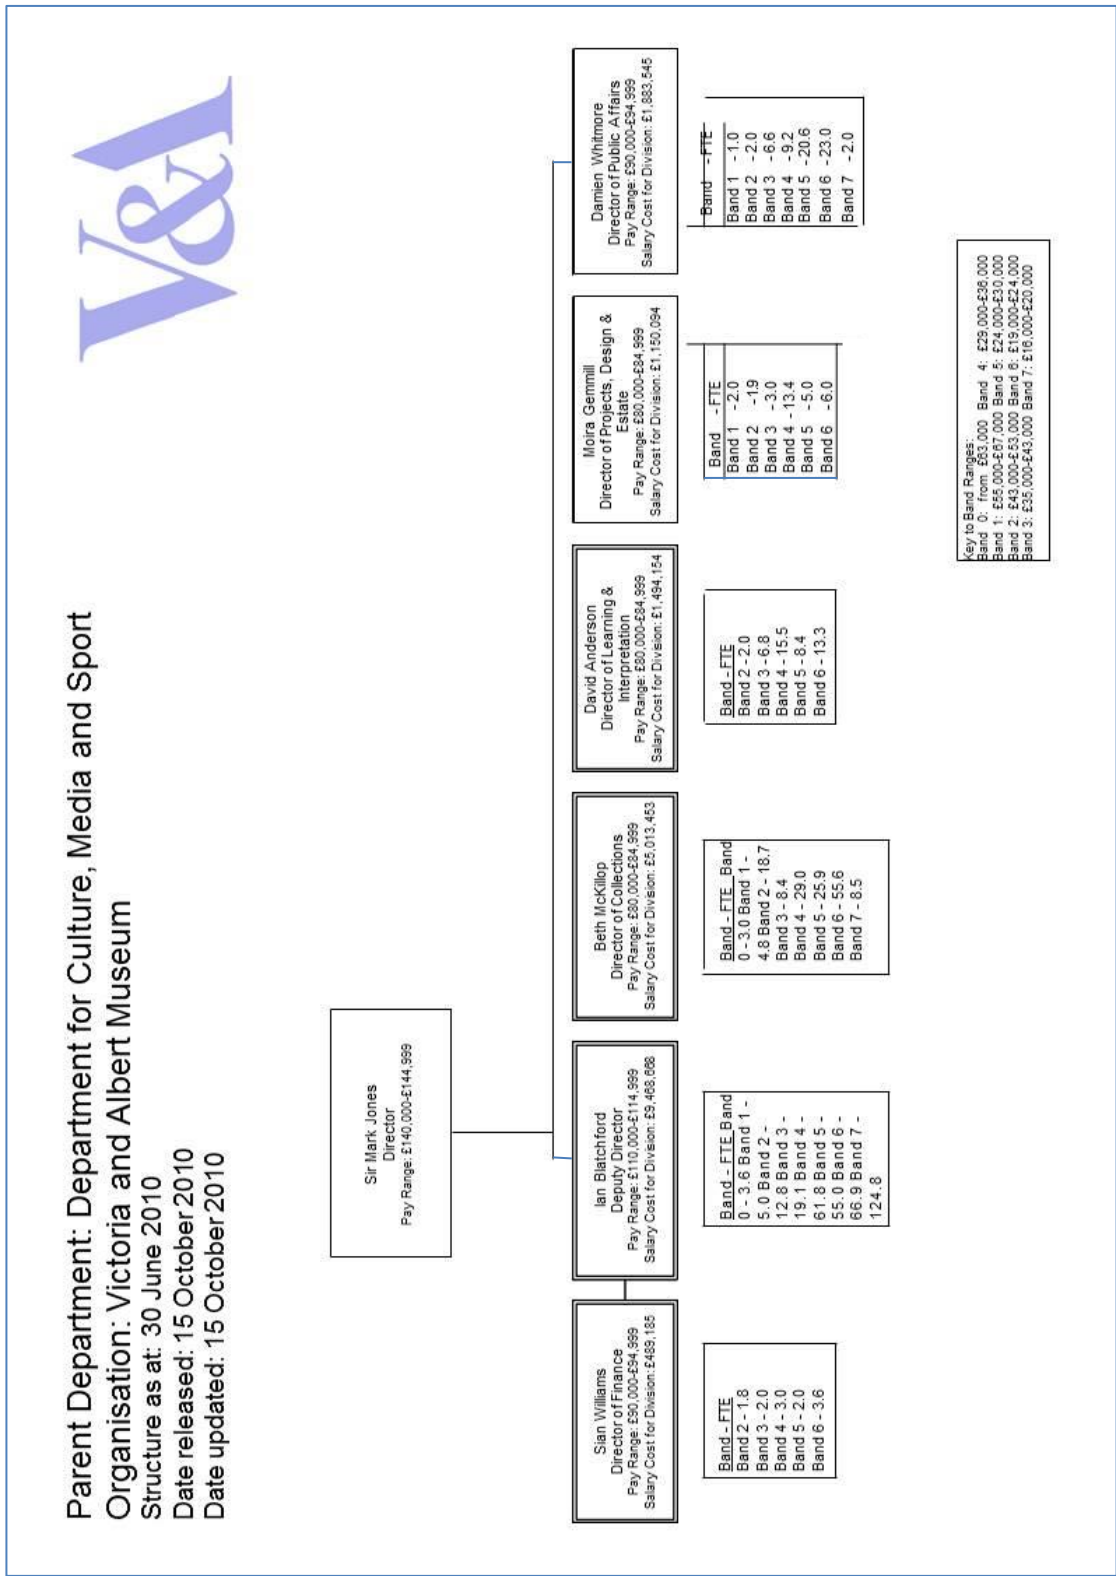 Parent Department: Department for Culture, Media and Sport
Organisation: Victoria and Albert Museum
Structure as at: 30 June 2010
Date released: 15 October 2010
Date updated: 15 October 2010
V&A
Sir Mark Jones
Director
Pay Range: £140,000-£144,999
Sian Williams
Director of Finance
Pay Range: £90,000-£94,999
Salary Cost for Division: £489,185
Ian Blatchford
Deputy Director
Pay Range: £110,000-£114,999
Salary Cost for Division: £9,468,668
Beth McKillop
Director of Collections
Pay Range: £80,000-£84,999
Salary Cost for Division: £5,013,453
David Anderson
Director of Learning &
Interpretation
Pay Range: £80,000-£84,999
Salary Cost for Division: £1,494,154
Moira Gemmill
Director of Projects, Design &
Estate
Pay Range: £80,000-£84,999
Salary Cost for Division: £1,150,094
Damien Whitmore
Director of Public Affairs
Pay Range: £90,000-£94,999
Salary Cost for Division: £1,883,545
Band - FTE
Band 2 - 1.8
Band 3 - 2.0
Band 4 - 3.0
Band 5 - 2.0
Band 6 - 3.6
Band - FTE Band
0 - 3.6 Band 1 -
5.0 Band 2 -
12.8 Band 3 -
19.1 Band 4 -
61.8 Band 5 -
55.0 Band 6 -
66.9 Band 7 -
124.8
Band - FTE Band
0 - 3.0 Band 1 -
4.8 Band 2 - 18.7
Band 3 - 8.4
Band 4 - 29.0
Band 5 - 25.9
Band 6 - 55.6
Band 7 - 8.5
Band - FTE
Band 2 - 2.0
Band 3 - 6.8
Band 4 - 15.5
Band 5 - 8.4
Band 6 - 13.3
Band - FTE
Band 1 - 2.0
Band 2 - 1.9
Band 3 - 3.0
Band 4 - 13.4
Band 5 - 5.0
Band 6 - 6.0
Band - FTE
Band 1 - 1.0
Band 2 - 2.0
Band 3 - 6.6
Band 4 - 9.2
Band 5 - 20.6
Band 6 - 23.0
Band 7 - 2.0
Key to Band Ranges:
Band 0: from £63,000 Band 4: £29,000-£36,000
Band 1: £55,000-£67,000 Band 5: £24,000-£30,000
Band 2: £43,000-£53,000 Band 6: £19,000-£24,000
Band 3: £35,000-£43,000 Band 7: £16,000-£20,000